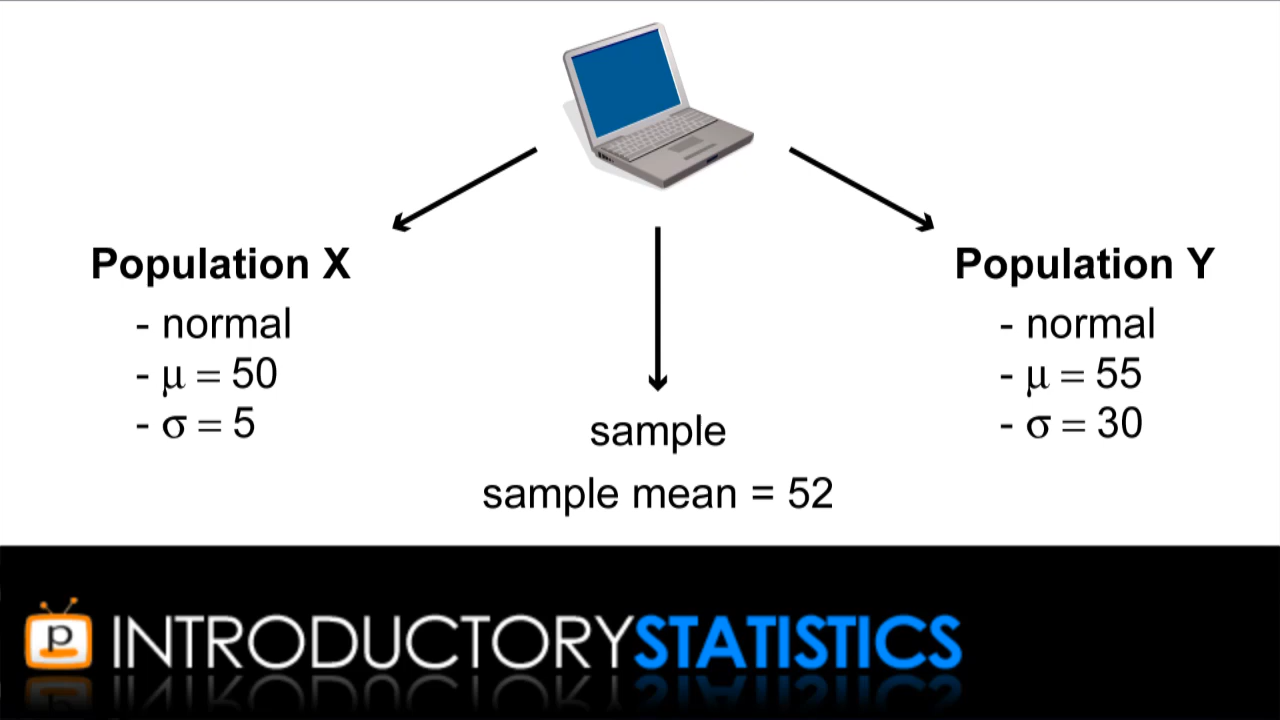 Population X
- normal
- μ = 50
- σ = 5
sample
sample mean = 52
Population Y
- normal
- μ = 55
- σ = 30
p INTRODUCTORYSTATISTICS